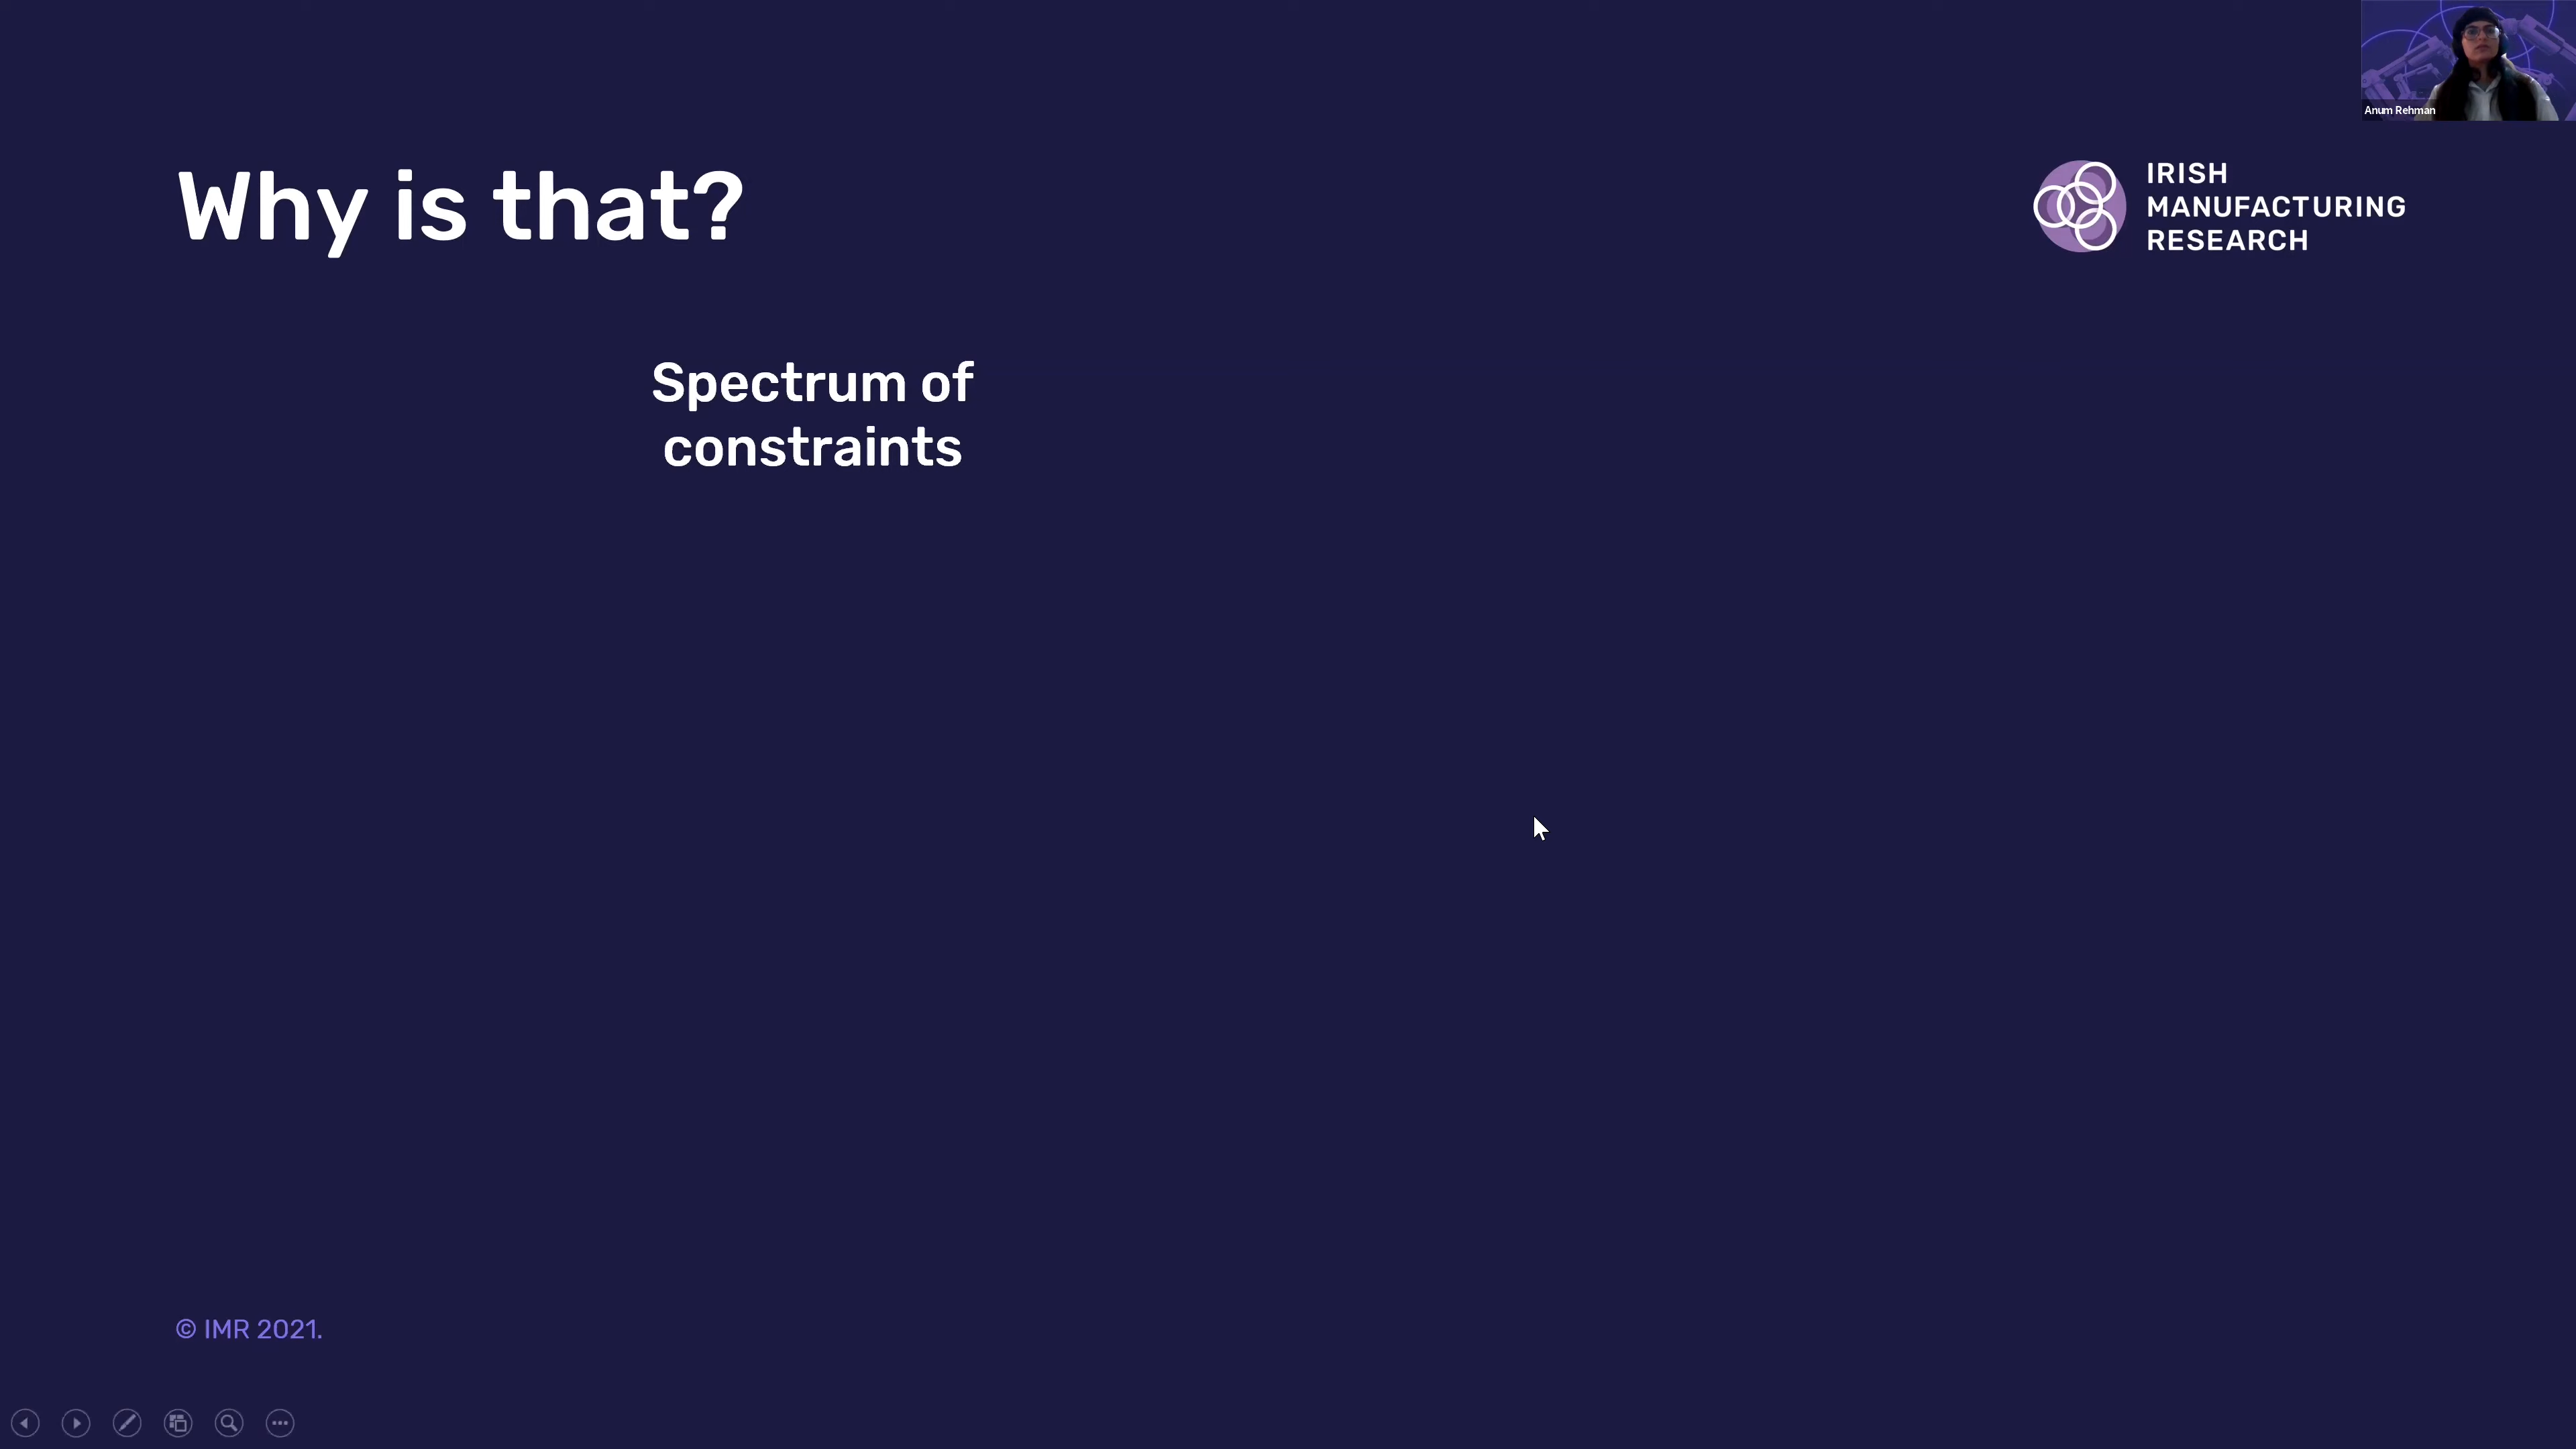 Anum Rehman
Why is that?
IRISH
MANUFACTURING
RESEARCH
Spectrum of
constraints
© IMR 2021.